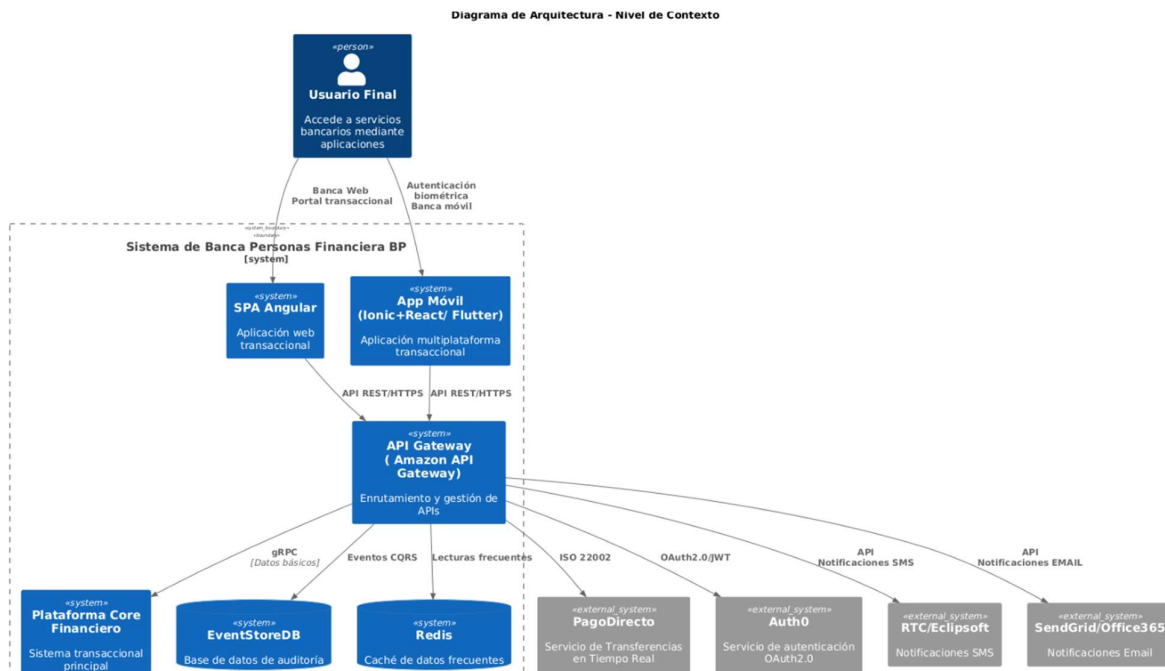 Diagrama de Arquitectura - Nivel de Contexto
«person»
Usuario Final
Accede a servicios
bancarios mediante
aplicaciones
Banca Web
Portal transaccional
Autenticación
biométrica
Banca móvil
«system_boundary»
«boundary»
Sistema de Banca Personas Financiera BP
[system]
«system»
SPA Angular
Aplicación web
transaccional
«system»
App Móvil
(Ionic+React/ Flutter)
Aplicación multiplataforma
transaccional
API REST/HTTPS
API REST/HTTPS
«system»
API Gateway
( Amazon API
Gateway)
Enrutamiento y gestión de
APIs
gRPC
[Datos básicos]
Eventos CQRS
Lecturas frecuentes
ISO 22002
OAuth2.0/JWT
API
Notificaciones SMS
API
Notificaciones EMAIL
«system»
Plataforma Core
Financiero
Sistema transaccional
principal
«system»
EventStoreDB
Base de datos de auditoría
«system»
Redis
Caché de datos frecuentes
«external_system»
PagoDirecto
Servicio de Transferencias
en Tiempo Real
«external_system»
Auth0
Servicio de autenticación
OAuth2.0
«external_system»
RTC/Eclipsoft
Notificaciones SMS
«external_system»
SendGrid/Office365
Notificaciones Email